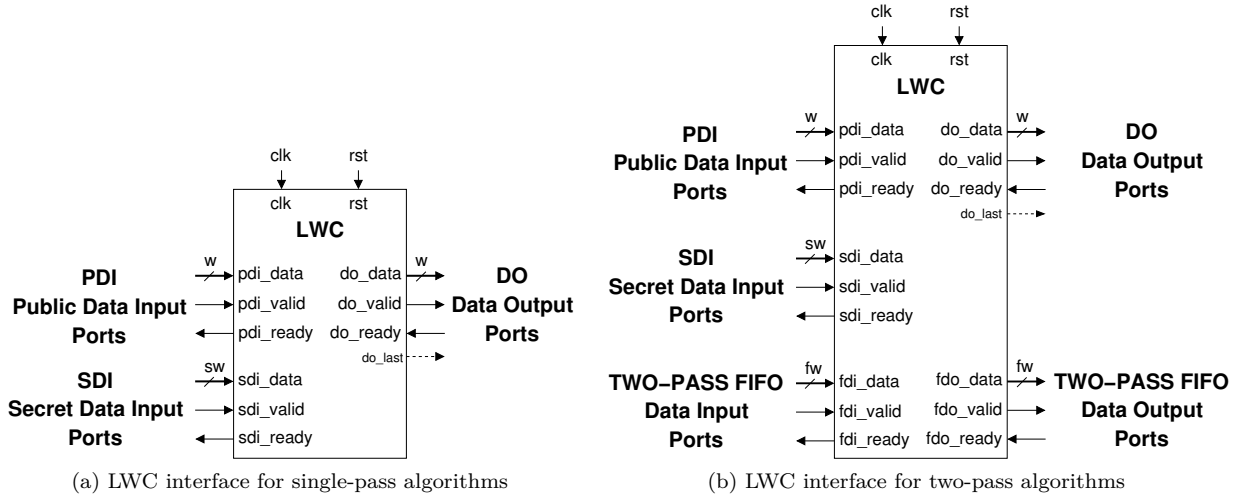 clk rst
clk rst
LWC
PDI
Public Data Input
Ports
w
pdi_data
pdi_valid
pdi_ready
do_data
do_valid
do_ready
do_last
w
DO
Data Output
Ports
SDI
Secret Data Input
Ports
sw
sdi_data
sdi_valid
sdi_ready
(a) LWC interface for single-pass algorithms
clk rst
clk rst
LWC
PDI
Public Data Input
Ports
w
pdi_data
pdi_valid
pdi_ready
do_data
do_valid
do_ready
do_last
w
DO
Data Output
Ports
SDI
Secret Data Input
Ports
sw
sdi_data
sdi_valid
sdi_ready
TWO-PASS FIFO
Data Input
Ports
fw
fdi_data
fdi_valid
fdi_ready
fdo_data
fdo_valid
fdo_ready
fw
TWO-PASS FIFO
Data Output
Ports
(b) LWC interface for two-pass algorithms